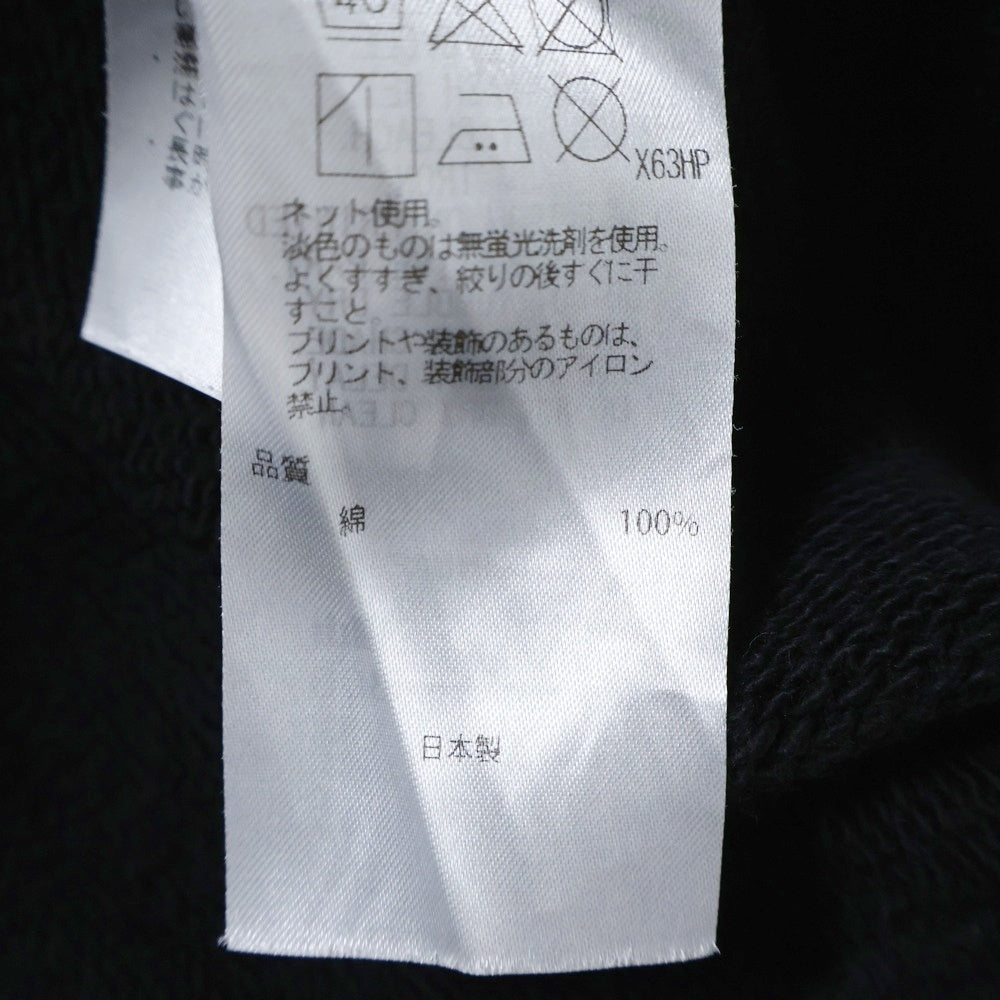 40
X63HP
ネット使用。
淡色のものは無蛍光洗剤を使用。
よくすすぎ、絞りの後すぐに干
すこと。
プリントや装飾のあるものは、
プリント、装飾部分のアイロン
禁止。
品質
綿 100%
日本製